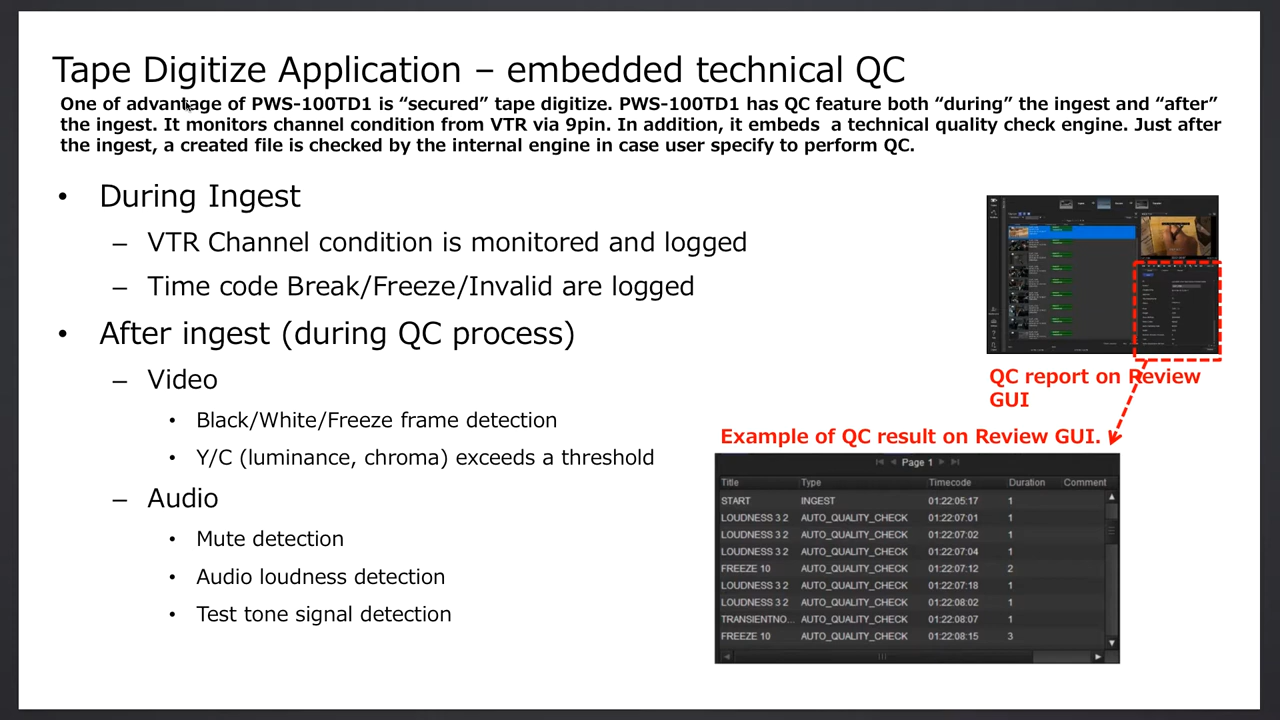 Tape Digitize Application – embedded technical QC
One of advantage of PWS-100TD1 is “secured” tape digitize. PWS-100TD1 has QC feature both “during” the ingest and “after”
the ingest. It monitors channel condition from VTR via 9pin. In addition, it embeds a technical quality check engine. Just after
the ingest, a created file is checked by the internal engine in case user specify to perform QC.
• During Ingest
– VTR Channel condition is monitored and logged
– Time code Break/Freeze/Invalid are logged
• After ingest (during QC process)
– Video
• Black/White/Freeze frame detection
• Y/C (luminance, chroma) exceeds a threshold
– Audio
• Mute detection
• Audio loudness detection
• Test tone signal detection
QC report on Review
GUI
Example of QC result on Review GUI.
Page 1
Title Type Timecode Duration Comment
START INGEST 01:22:05:17 1
LOUDNESS 3 2 AUTO_QUALITY_CHECK 01:22:07:01 1
LOUDNESS 3 2 AUTO_QUALITY_CHECK 01:22:07:02 1
LOUDNESS 3 2 AUTO_QUALITY_CHECK 01:22:07:04 1
FREEZE 10 AUTO_QUALITY_CHECK 01:22:07:12 2
LOUDNESS 3 2 AUTO_QUALITY_CHECK 01:22:07:18 1
LOUDNESS 3 2 AUTO_QUALITY_CHECK 01:22:08:02 1
TRANSIENTNO... AUTO_QUALITY_CHECK 01:22:08:07 1
FREEZE 10 AUTO_QUALITY_CHECK 01:22:08:15 3